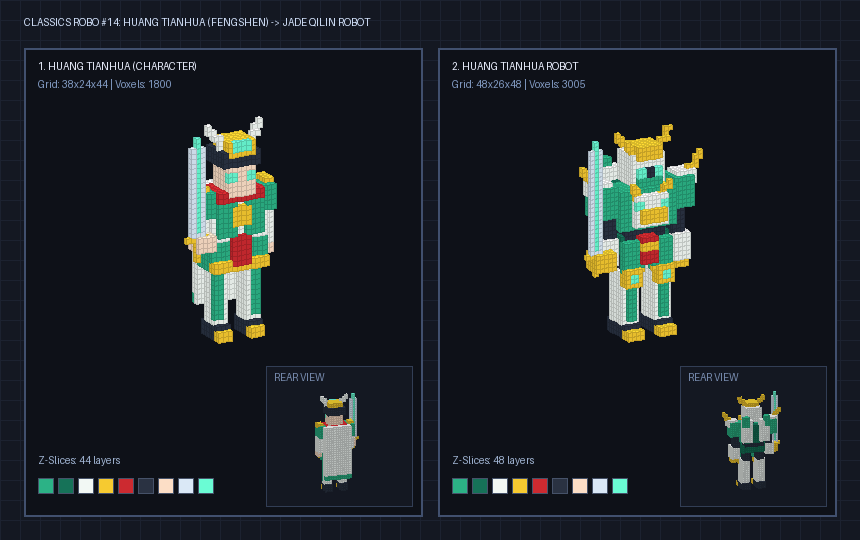 CLASSICS ROBO #14: HUANG TIANHUA (FENGSHEN) -> JADE QILIN ROBOT
1. HUANG TIANHUA (CHARACTER)
Grid: 38x24x44 | Voxels: 1800
REAR VIEW
Z-Slices: 44 layers
2. HUANG TIANHUA ROBOT
Grid: 48x26x48 | Voxels: 3005
REAR VIEW
Z-Slices: 48 layers